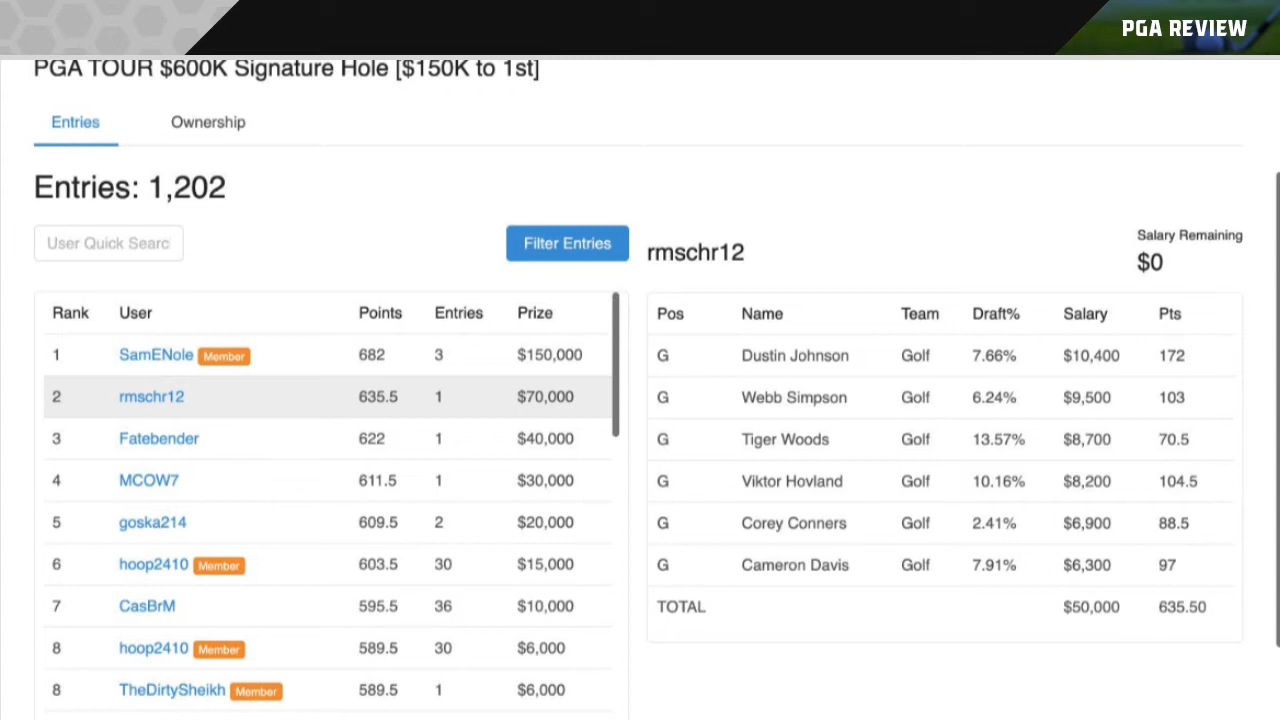 PGA REVIEW
PGA TOUR $600K Signature Hole [$150K to 1st]
Entries Ownership
Entries: 1,202
User Quick Searc Filter Entries
rmschr12 Salary Remaining
$0
Rank User Points Entries Prize
1 SamENole Member 682 3 $150,000
2 rmschr12 635.5 1 $70,000
3 Fatebender 622 1 $40,000
4 MCOW7 611.5 1 $30,000
5 goska214 609.5 2 $20,000
6 hoop2410 Member 603.5 30 $15,000
7 CasBrM 595.5 36 $10,000
8 hoop2410 Member 589.5 30 $6,000
8 TheDirtySheikh Member 589.5 1 $6,000
Pos Name Team Draft% Salary Pts
G Dustin Johnson Golf 7.66% $10,400 172
G Webb Simpson Golf 6.24% $9,500 103
G Tiger Woods Golf 13.57% $8,700 70.5
G Viktor Hovland Golf 10.16% $8,200 104.5
G Corey Conners Golf 2.41% $6,900 88.5
G Cameron Davis Golf 7.91% $6,300 97
TOTAL $50,000 635.50